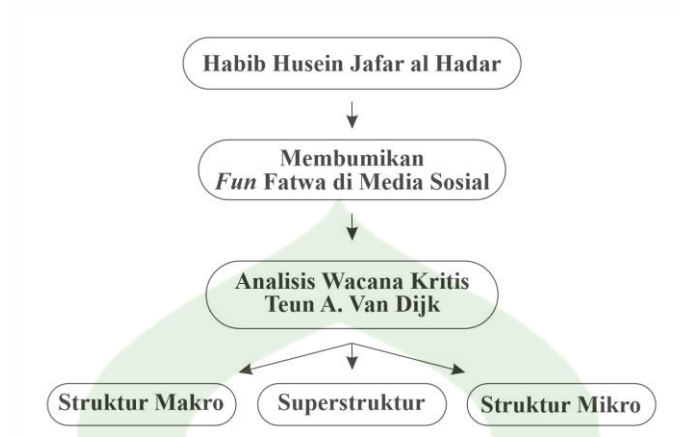 Habib Husein Jafar al Hadar
Membumikan
Fun Fatwa di Media Sosial
Analisis Wacana Kritis
Teun A. Van Dijk
Struktur Makro
Superstruktur
Struktur Mikro